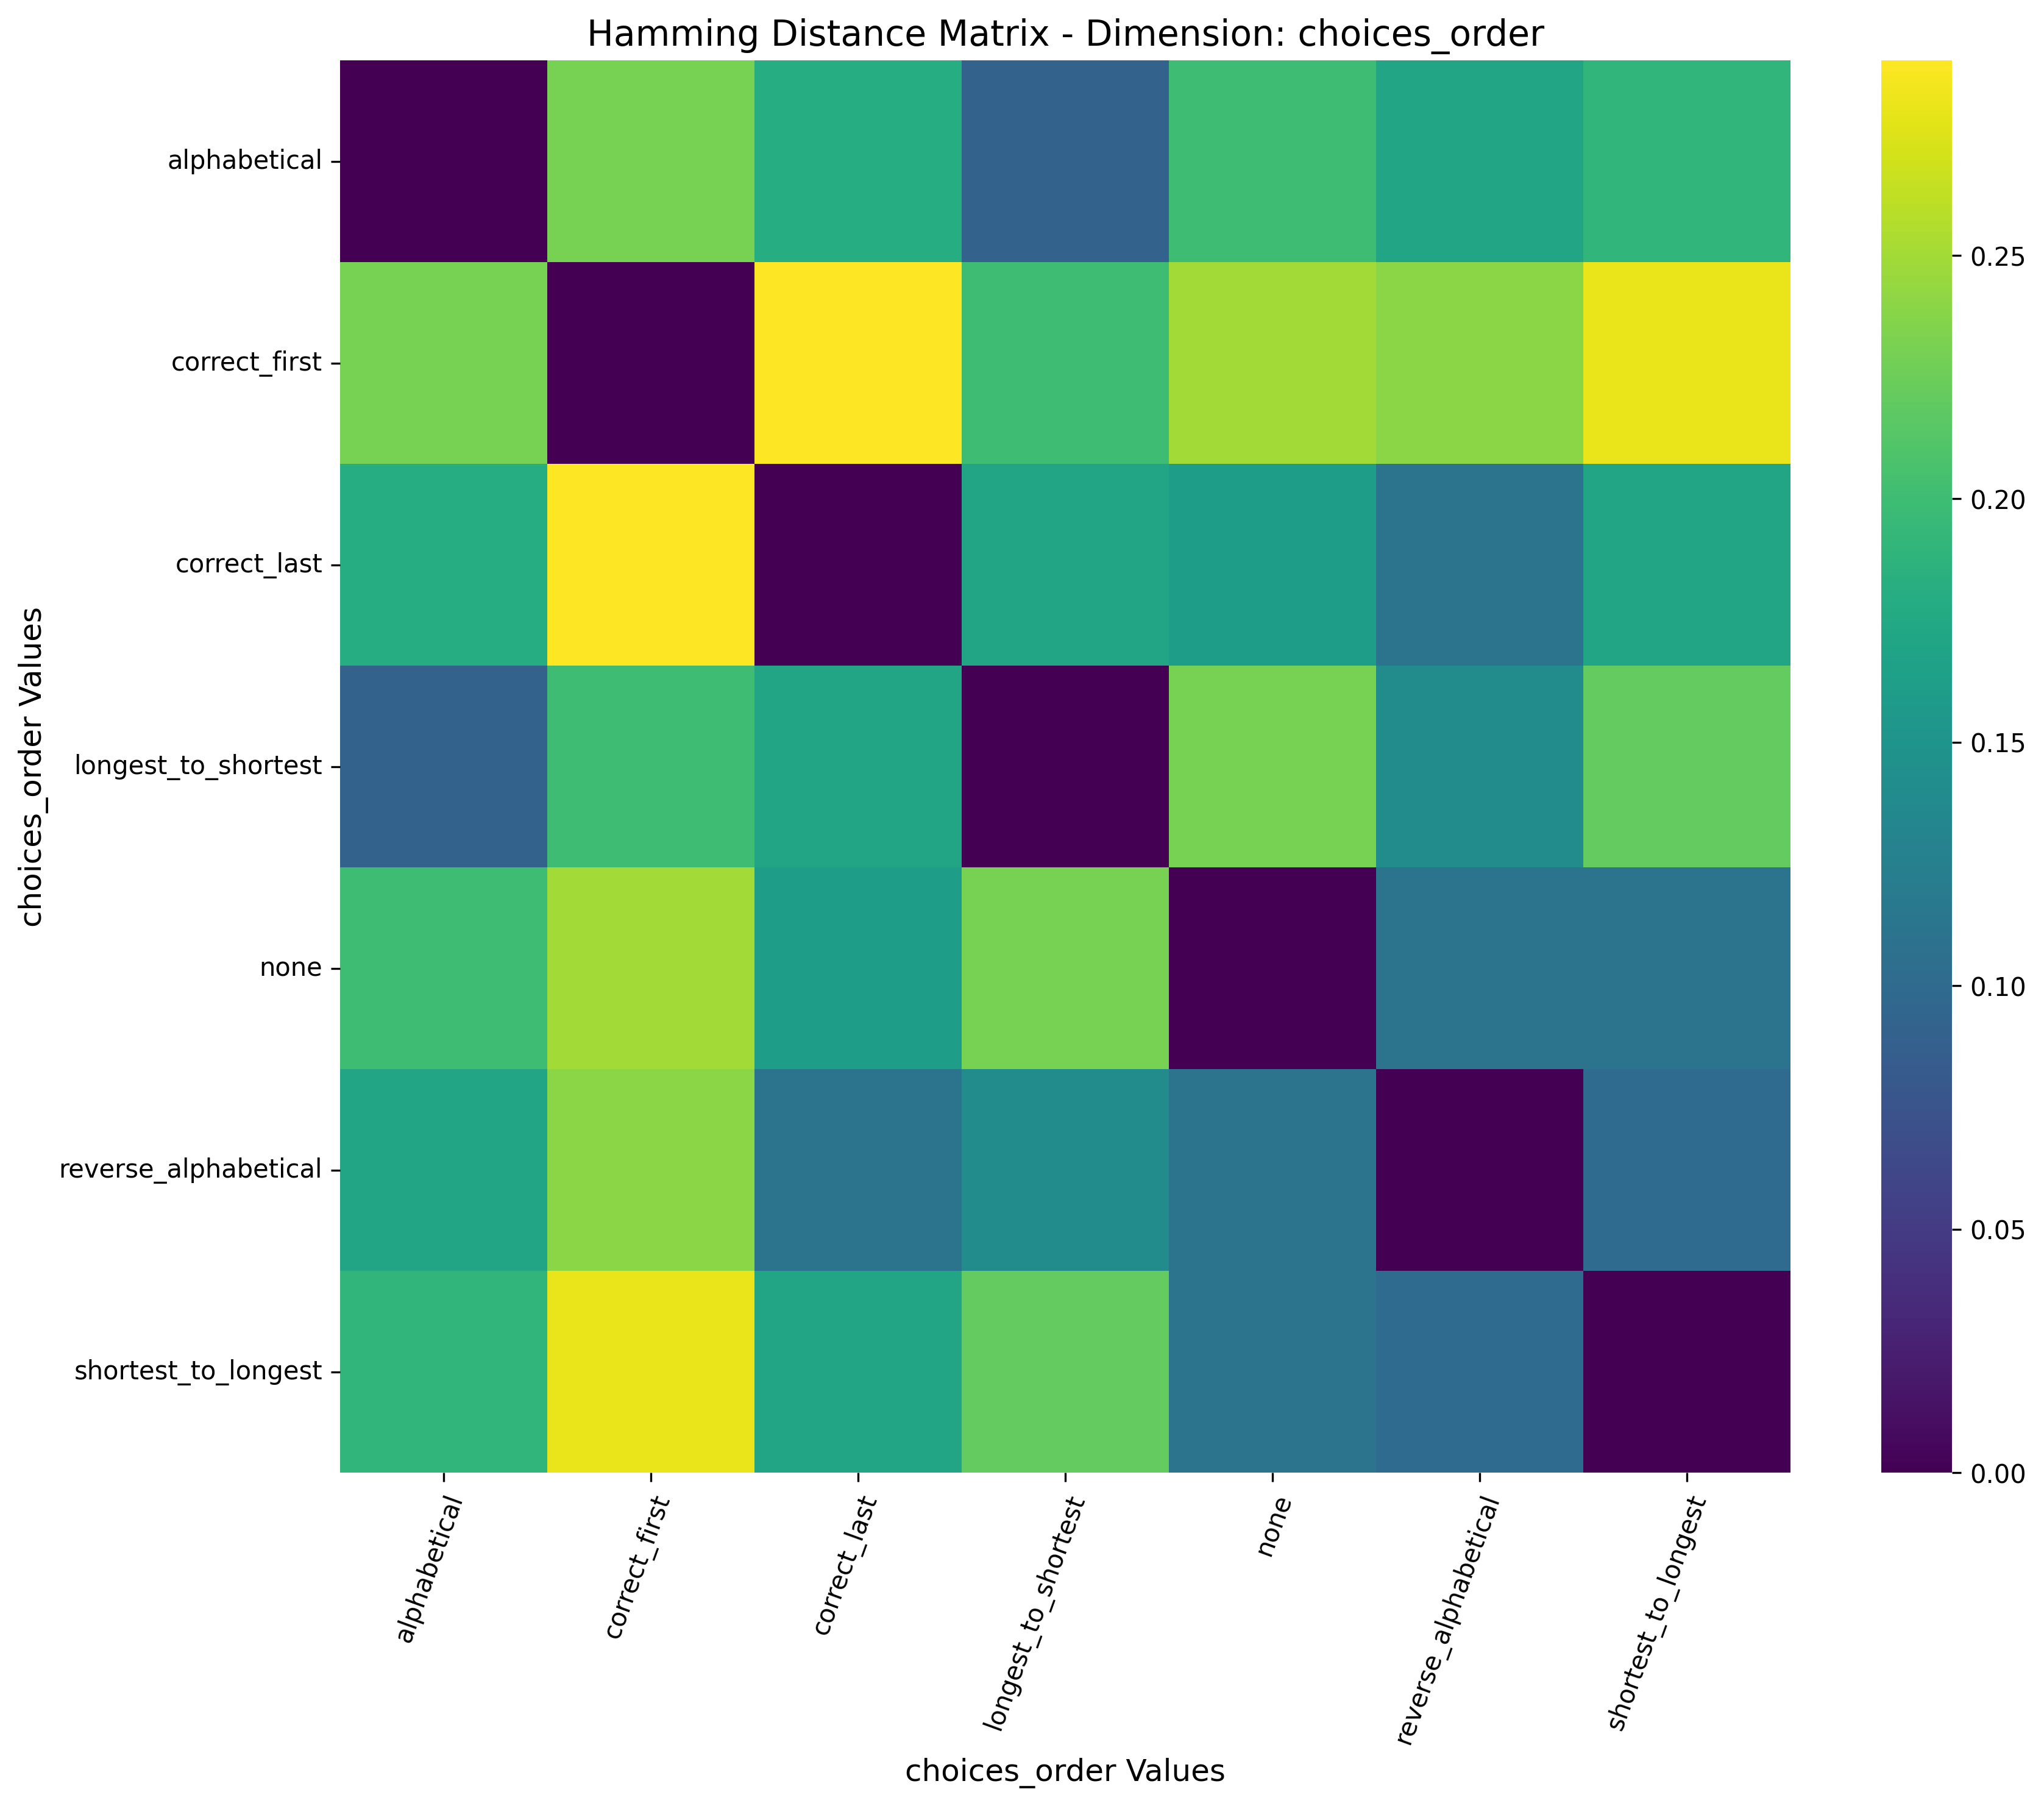 Hamming Distance Matrix - Dimension: choices_order
choices_order Values
alphabetical
correct_first
correct_last
longest_to_shortest
none
reverse_alphabetical
shortest_to_longest
alphabetical
correct_first
correct_last
longest_to_shortest
none
reverse_alphabetical
shortest_to_longest
choices_order Values
0.25
0.20
0.15
0.10
0.05
0.00